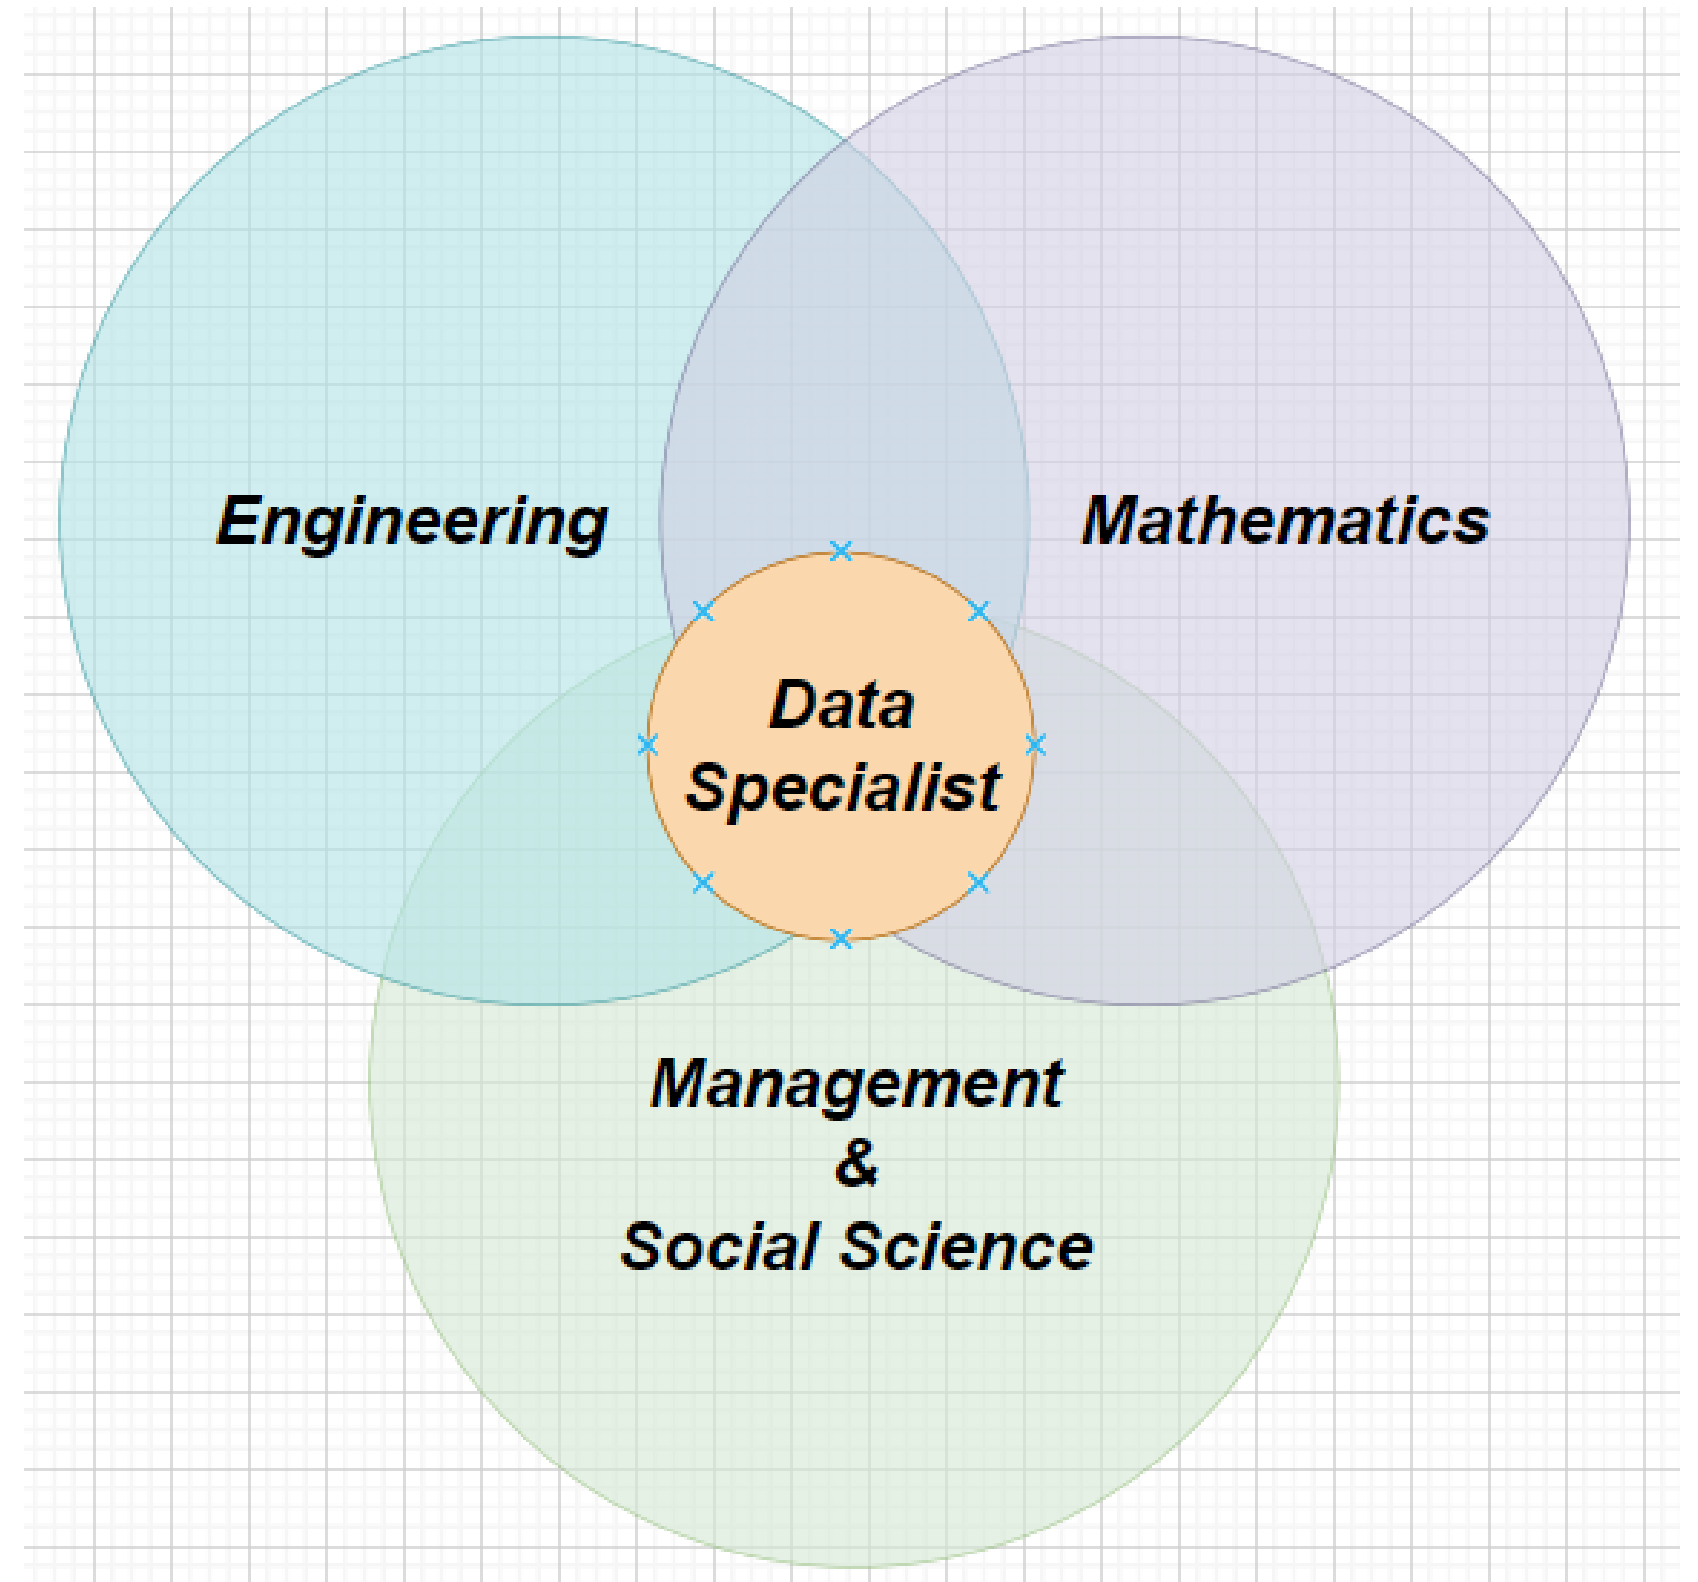 Engineering
Mathematics
Data
Specialist
Management
&
Social Science